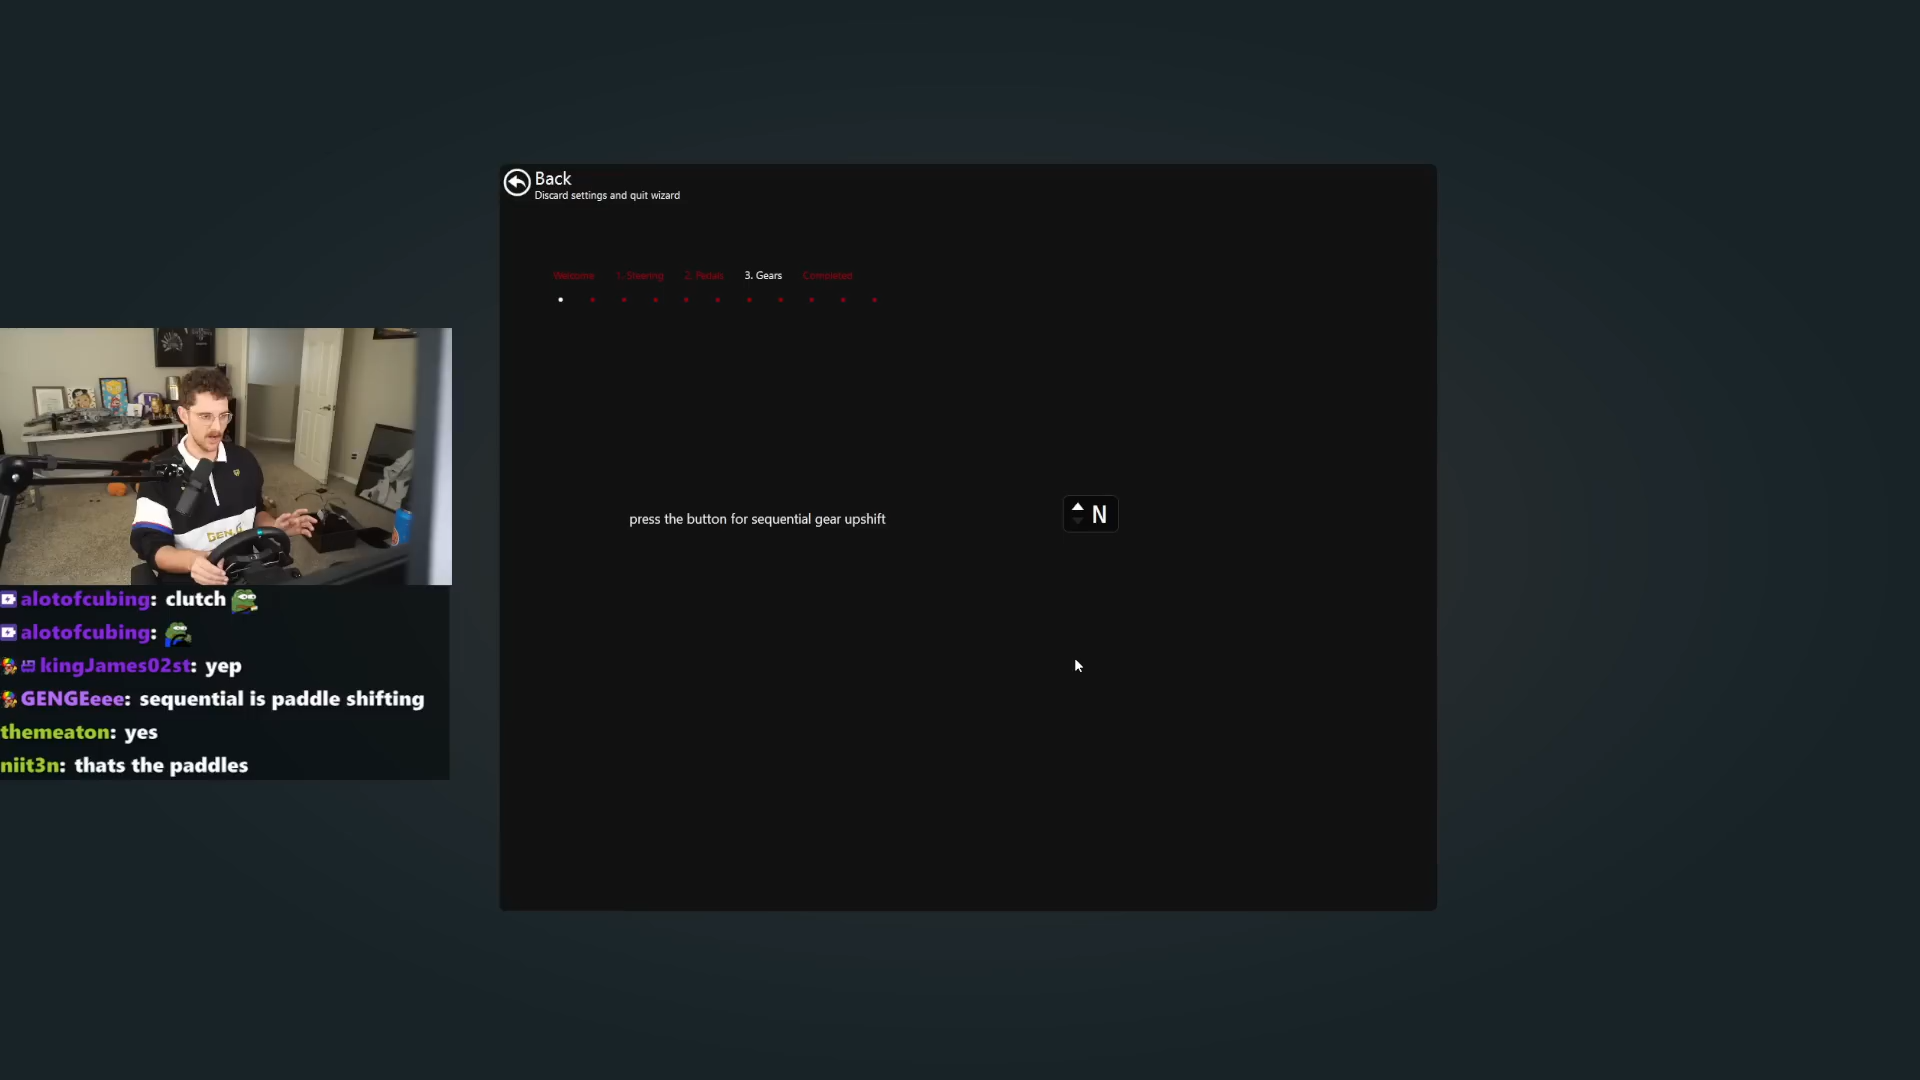 Back
Discard settings and quit wizard
Welcome 1. Steering 2. Pedals 3. Gears Completed
press the button for sequential gear upshift
N
GEN.G
alotofcubing: clutch
alotofcubing:
kingJames02st: yep
GENGEeee: sequential is paddle shifting
themeaton: yes
niit3n: thats the paddles